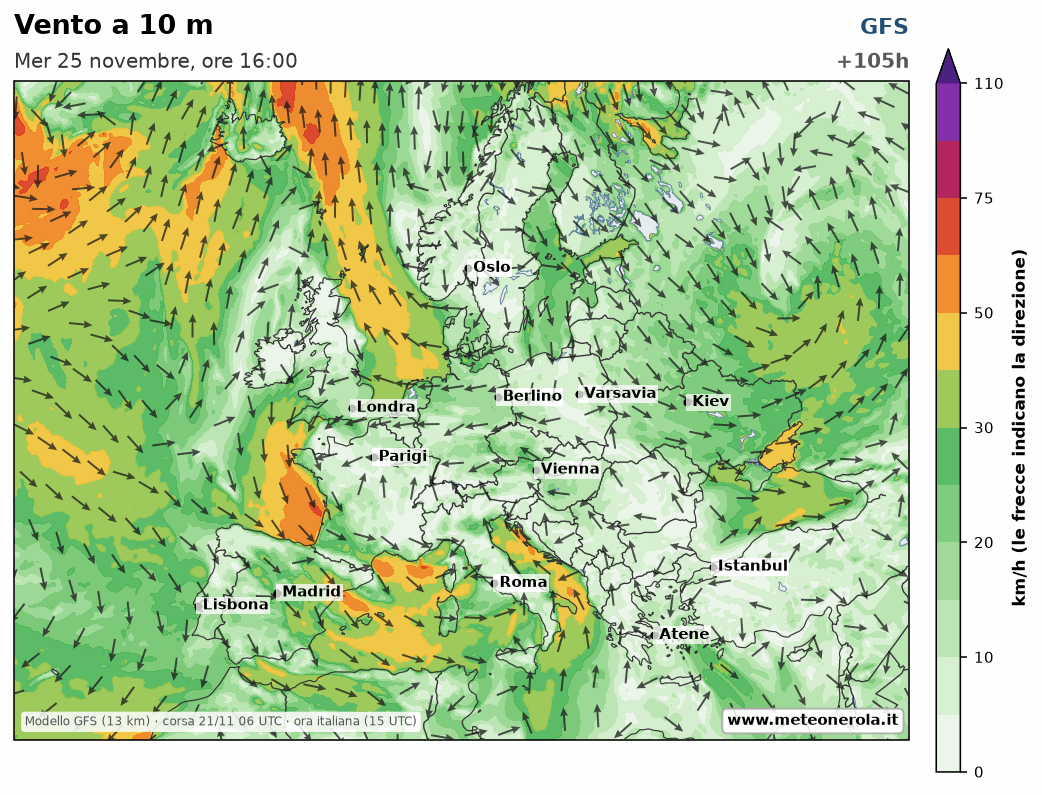 Vento a 10 m
GFS
Mer 25 novembre, ore 16:00
+105h
110
75
50
30
20
10
0
km/h (le frecce indicano la direzione)
Oslo
Londra
Berlino
Varsavia
Kiev
Parigi
Vienna
Istanbul
Roma
Madrid
Lisbona
Atene
Modello GFS (13 km) · corsa 21/11 06 UTC · ora italiana (15 UTC)
www.meteonerola.it